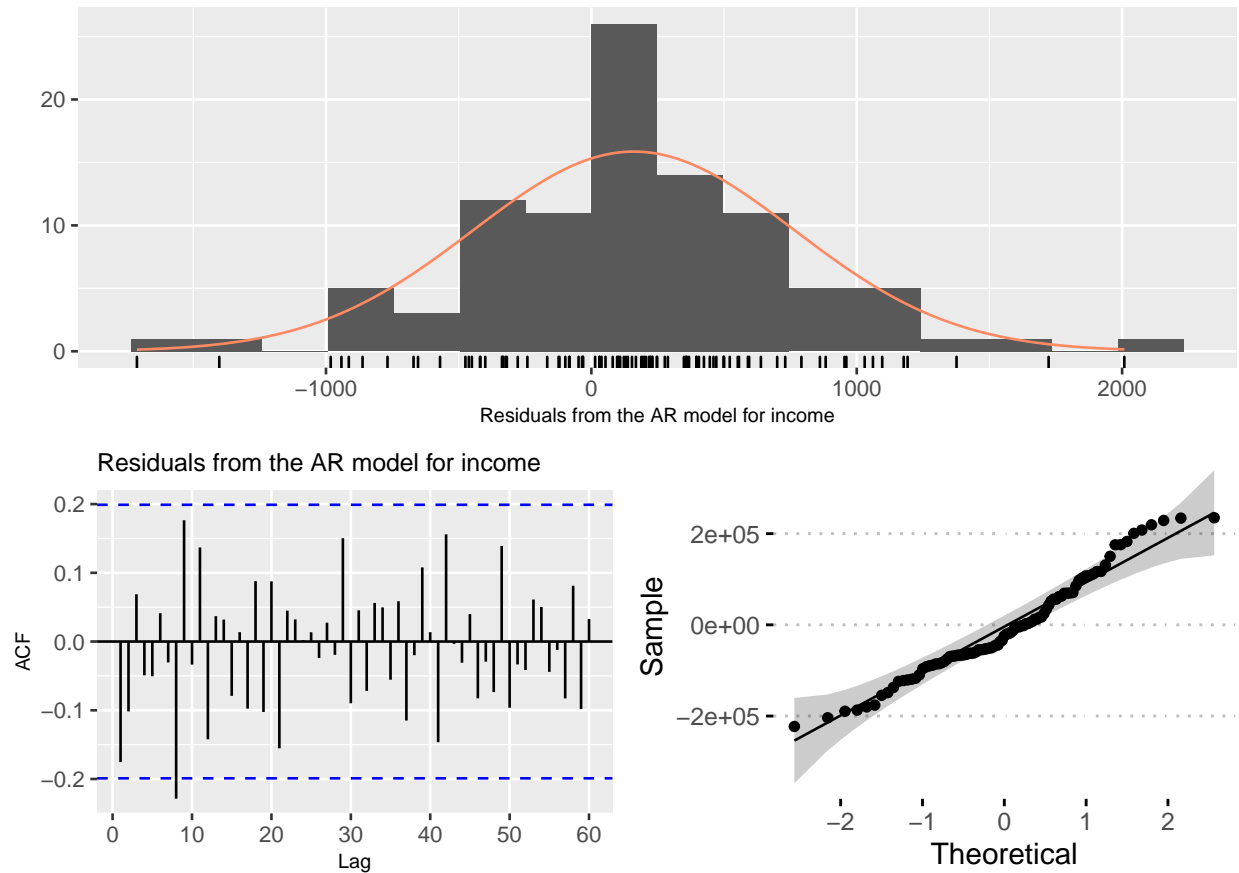 20
10
0
−1000
0
1000
2000
Residuals from the AR model for income
Residuals from the AR model for income
0.2
0.1
0.0
−0.1
−0.2
ACF
0
10
20
30
40
50
60
Lag
2e+05
0e+00
−2e+05
Sample
−2
−1
0
1
2
Theoretical